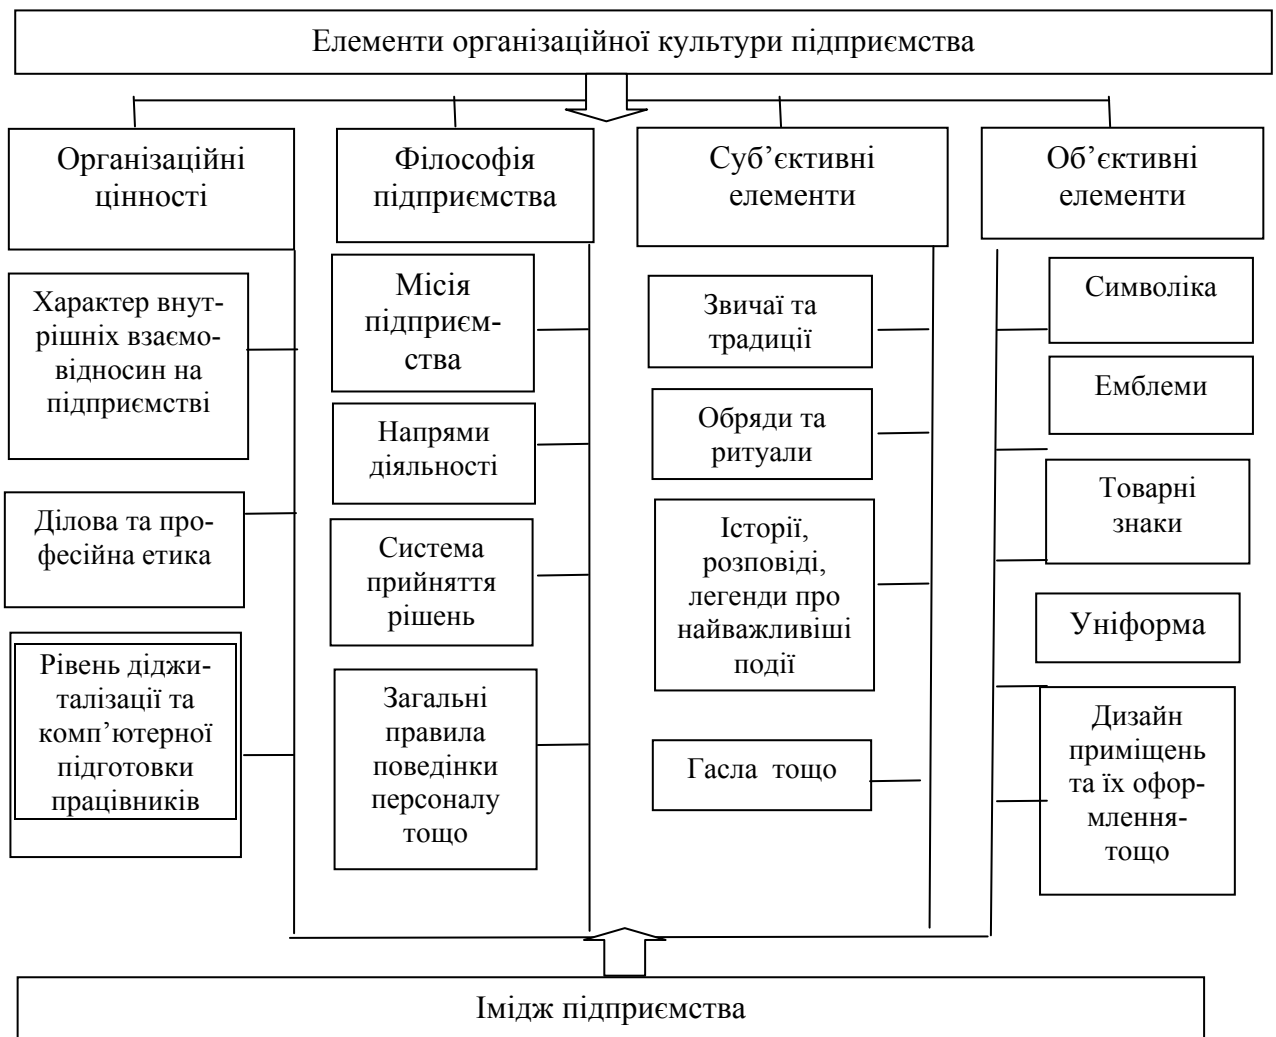 Елементи організаційної культури підприємства
Організаційні
цінності
Характер внут-
рішніх взаємо-
відносин на
підприємстві
Ділова та про-
фесійна етика
Рівень діджи-
талізації та
комп’ютерної
підготовки
працівників
Філософія
підприємства
Місія
підприєм-
ства
Напрями
діяльності
Система
прийняття
рішень
Загальні
правила
поведінки
персоналу
тощо
Суб’єктивні
елементи
Звичаї та
традиції
Обряди та
ритуали
Історії,
розповіді,
легенди про
найважливіші
події
Гасла тощо
Об’єктивні
елементи
Символіка
Емблеми
Товарні
знаки
Уніформа
Дизайн
приміщень
та їх офор-
млення-
тощо
Імідж підприємства